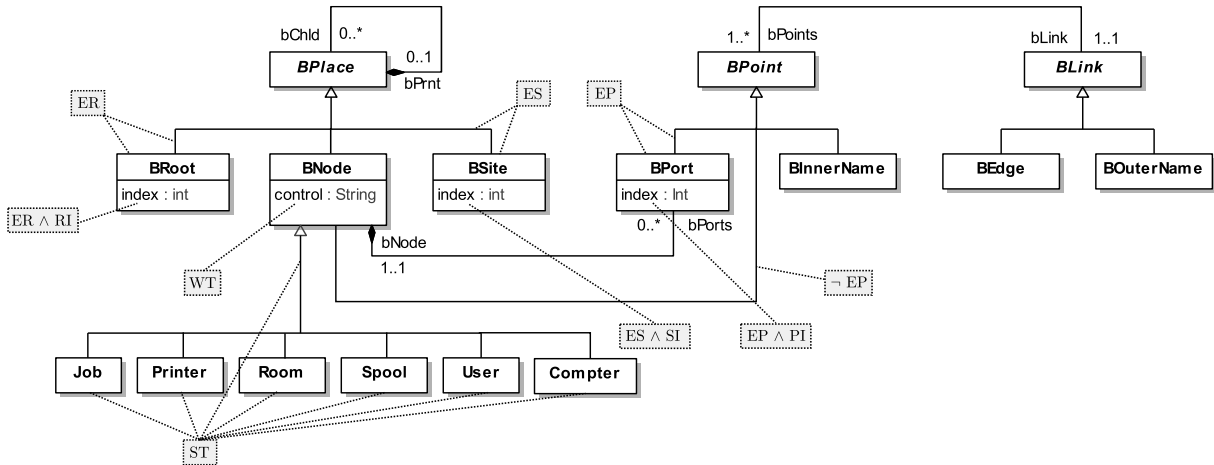 bChld
0..*
0..1
BPlace
bPrnt
1..*
bPoints
BPoint
bLink
1..1
BLink
ER
ES
EP
BRoot
index : int
BNode
control : String
BSite
index : int
BPort
index : Int
BInnerName
BEdge
BOuterName
ER ∧ RI
0..*
bPorts
bNode
1..1
WT
¬ EP
ES ∧ SI
EP ∧ PI
Job
Printer
Room
Spool
User
Compter
ST